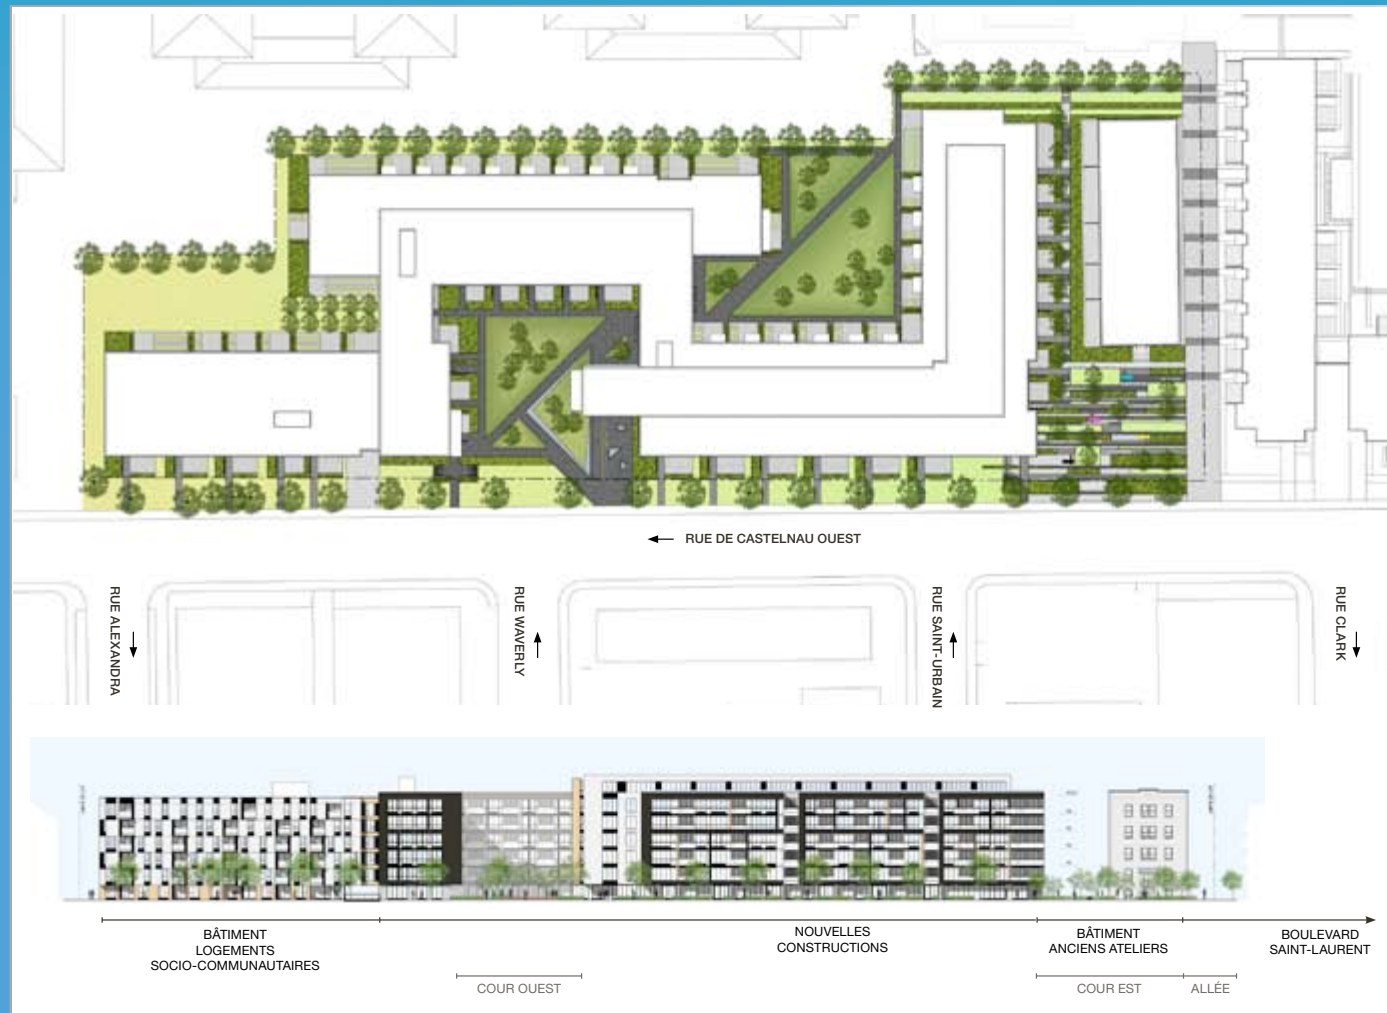 RUE DE CASTELNAU OUEST
RUE ALEXANDRA
RUE WAVERLY
RUE SAINT-URBAIN
RUE CLARK
BÂTIMENT
LOGEMENTS
SOCIO-COMMUNAUTAIRES
NOUVELLES
CONSTRUCTIONS
BÂTIMENT
ANCIENS ATELIERS
BOULEVARD
SAINT-LAURENT
COUR OUEST
COUR EST
ALLÉE